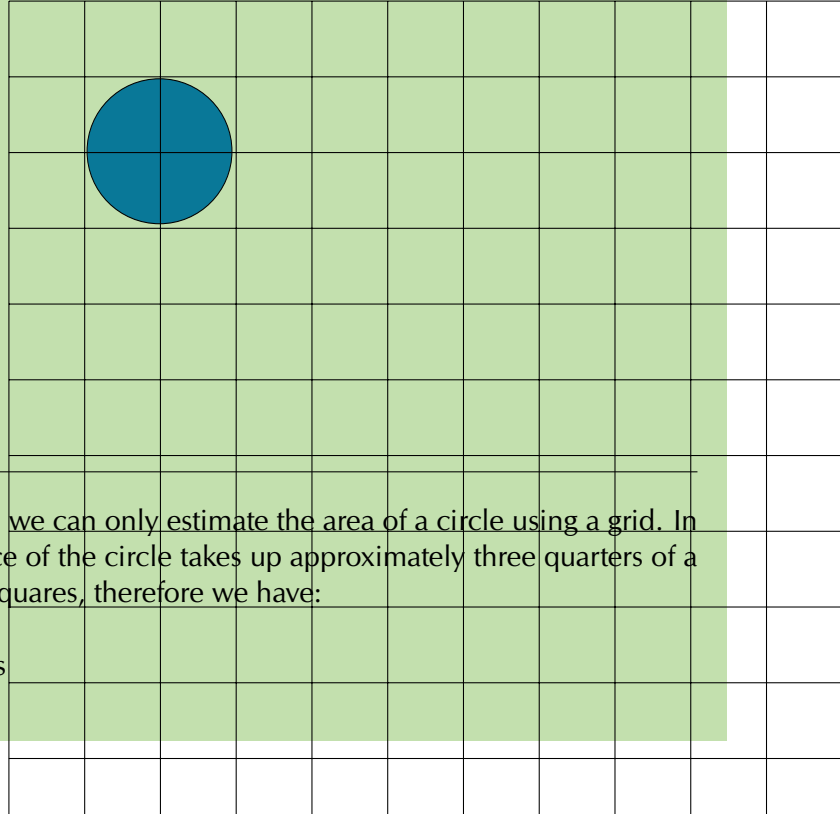 we can only estimate the area of a circle using a grid. In
ce of the circle takes up approximately three quarters of a
quares, therefore we have:
s